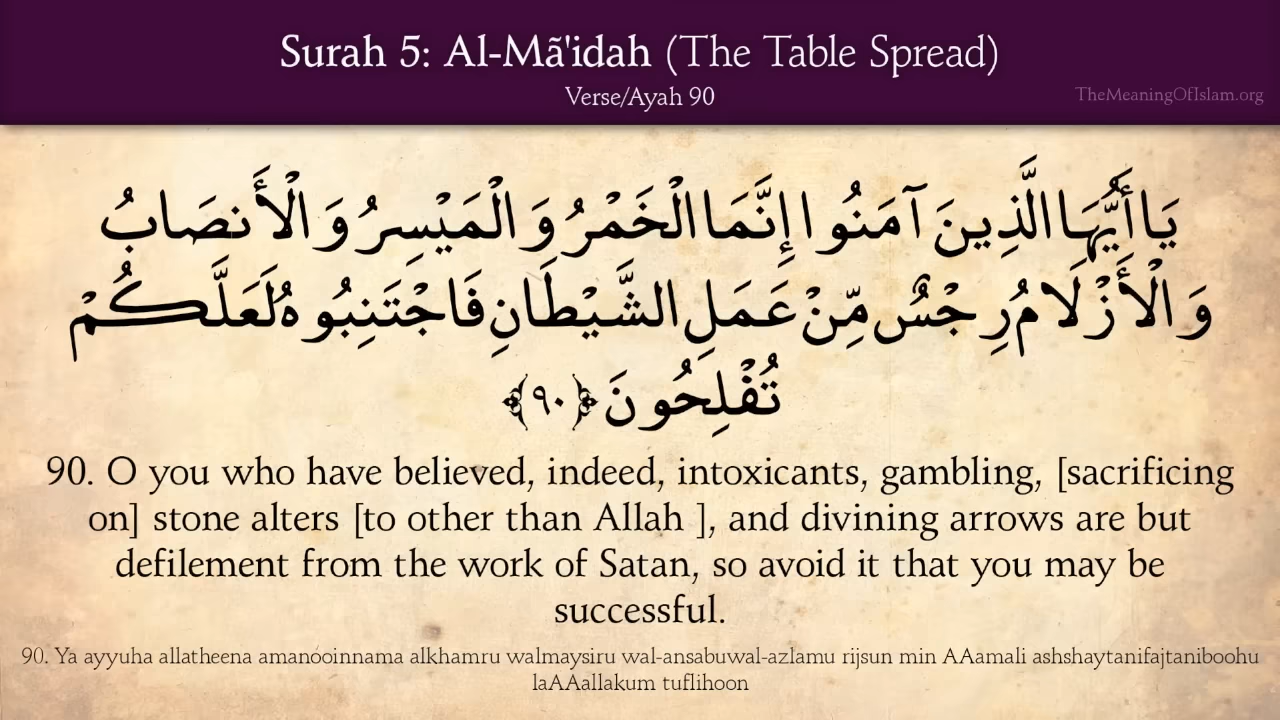 Surah 5: Al-Mã'idah (The Table Spread)
Verse/Ayah 90
TheMeaningOfIslam.org
يَا أَيُّهَا الَّذِينَ آمَنُوا إِنَّمَا الْخَمْرُ وَالْمَيْسِرُ وَالْأَنصَابُ
وَالْأَزْلَامُ رِجْسٌ مِّنْ عَمَلِ الشَّيْطَانِ فَاجْتَنِبُوهُ لَعَلَّكُمْ
تُفْلِحُونَ ﴿٩٠﴾
90. O you who have believed, indeed, intoxicants, gambling, [sacrificing
on] stone alters [to other than Allah ], and divining arrows are but
defilement from the work of Satan, so avoid it that you may be
successful.
90. Ya ayyuha allatheena amanooinnama alkhamru walmaysiru wal-ansabuwal-azlamu rijsun min AAamali ashshaytanifajtaniboohu
laAAallakum tuflihoon